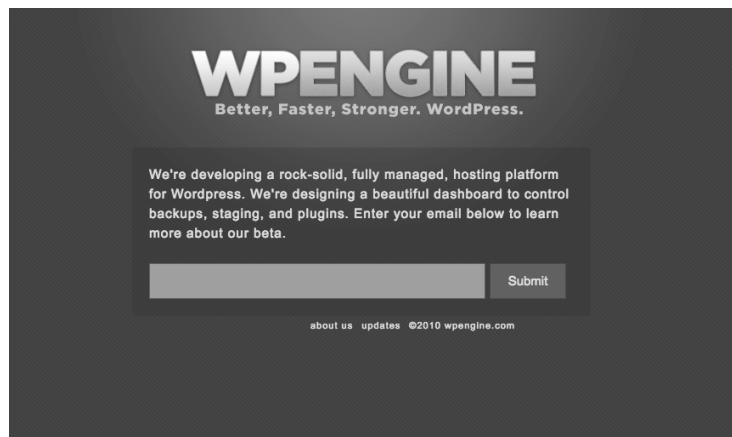 WPENGINE
Better, Faster, Stronger. WordPress.
We're developing a rock-solid, fully managed, hosting platform
for Wordpress. We're designing a beautiful dashboard to control
backups, staging, and plugins. Enter your email below to learn
more about our beta.
Submit
about us updates ©2010 wpengine.com